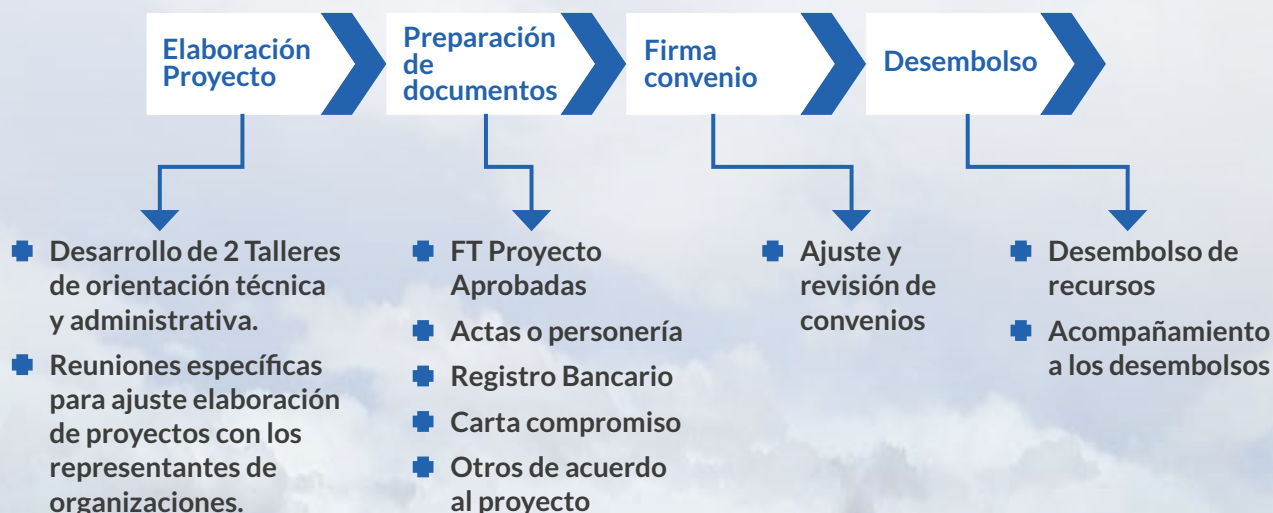 Elaboración
Proyecto
Preparación
de
documentos
Firma
convenio
Desembolso
Desarrollo de 2 Talleres
de orientación técnica
y administrativa.
Reuniones específicas
para ajuste elaboración
de proyectos con los
representantes de
organizaciones.
FT Proyecto
Aprobadas
Actas o personería
Registro Bancario
Carta compromiso
Otros de acuerdo
al proyecto
Ajuste y
revisión de
convenios
Desembolso de
recursos
Acompañamiento
a los desembolsos